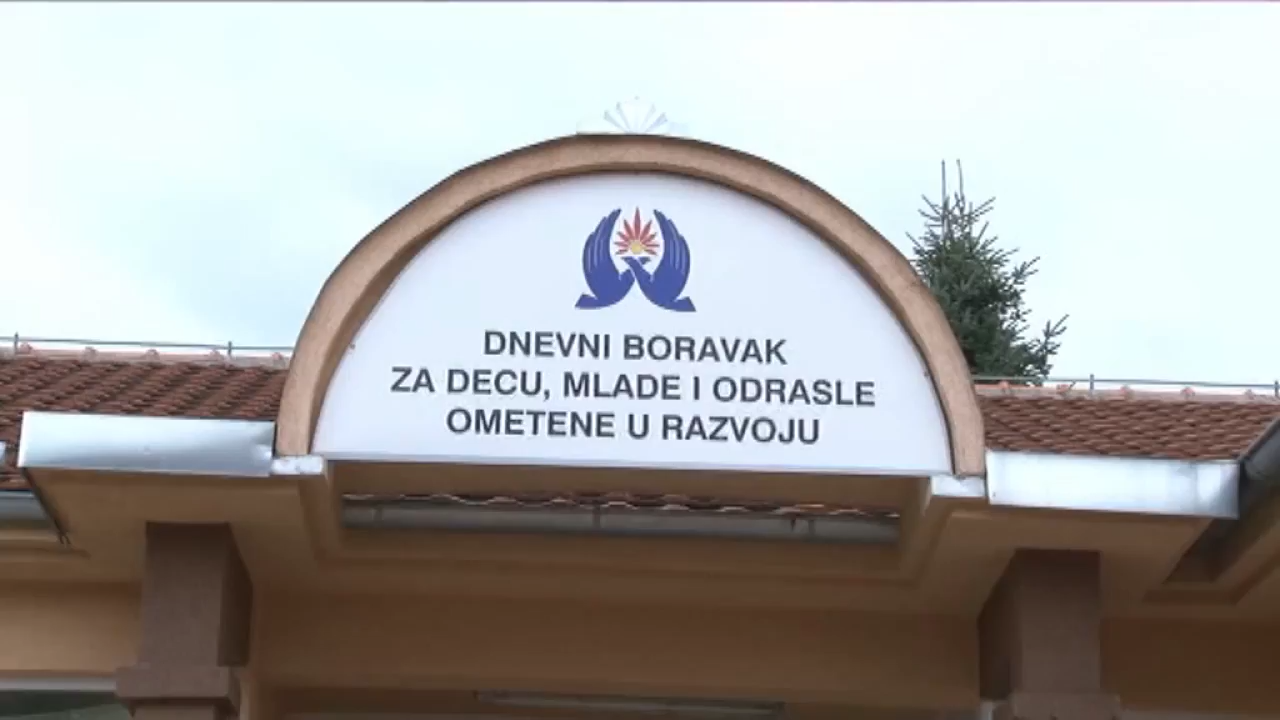 DNEVNI BORAVAK
ZA DECU, MLADE I ODRASLE
OMETENE U RAZVOJU